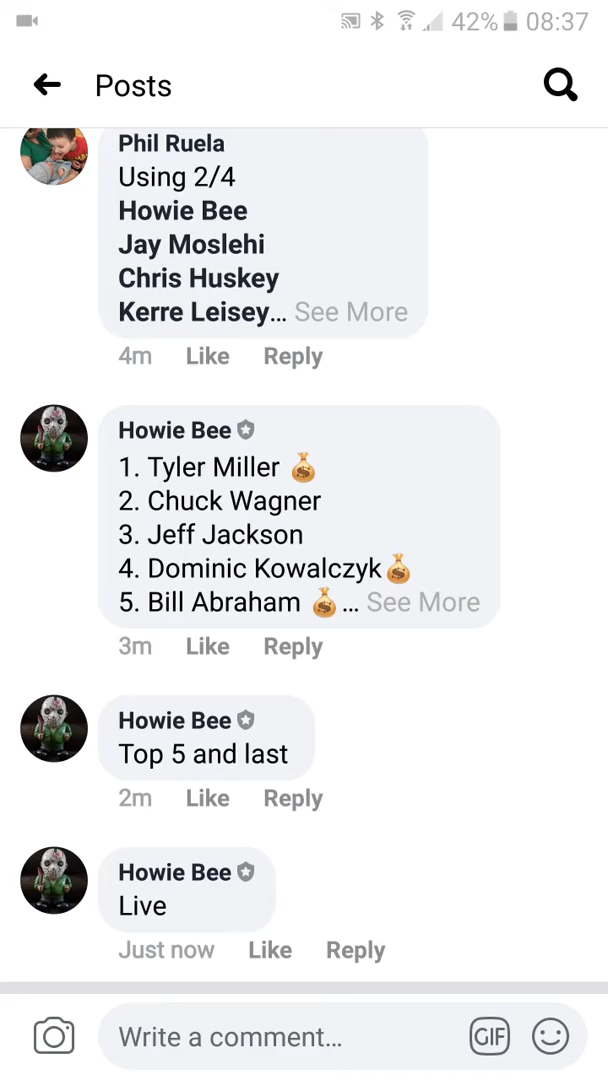 42% 08:37
Posts
Phil Ruela
Using 2/4
Howie Bee
Jay Moslehi
Chris Huskey
Kerre Leisey... See More
4m Like Reply
Howie Bee
1. Tyler Miller 💰
2. Chuck Wagner
3. Jeff Jackson
4. Dominic Kowalczyk💰
5. Bill Abraham 💰... See More
3m Like Reply
Howie Bee
Top 5 and last
2m Like Reply
Howie Bee
Live
Just now Like Reply
Write a comment... GIF